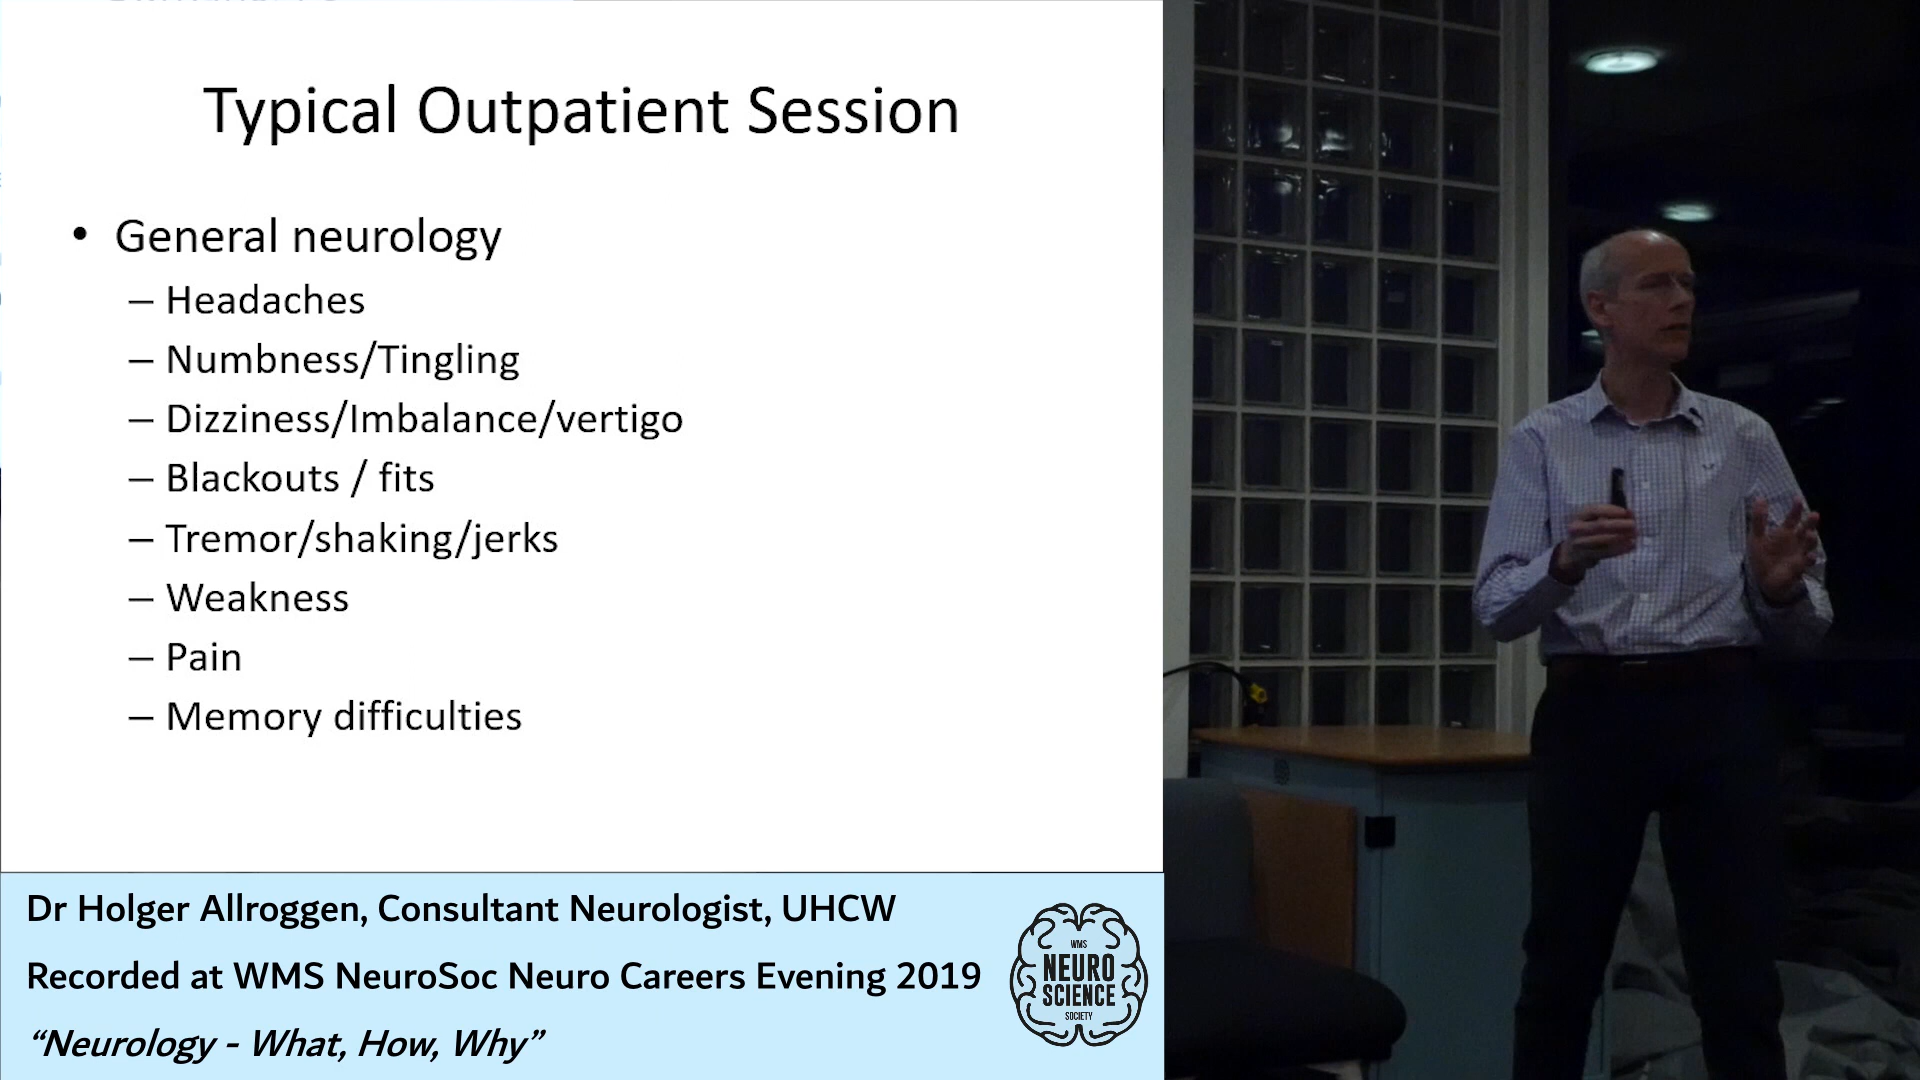 Typical Outpatient Session
• General neurology
– Headaches
– Numbness/Tingling
– Dizziness/Imbalance/vertigo
– Blackouts / fits
– Tremor/shaking/jerks
– Weakness
– Pain
– Memory difficulties
Dr Holger Allroggen, Consultant Neurologist, UHCW
Recorded at WMS NeuroSoc Neuro Careers Evening 2019
“Neurology - What, How, Why”
WMS
NEURO
SCIENCE
SOCIETY